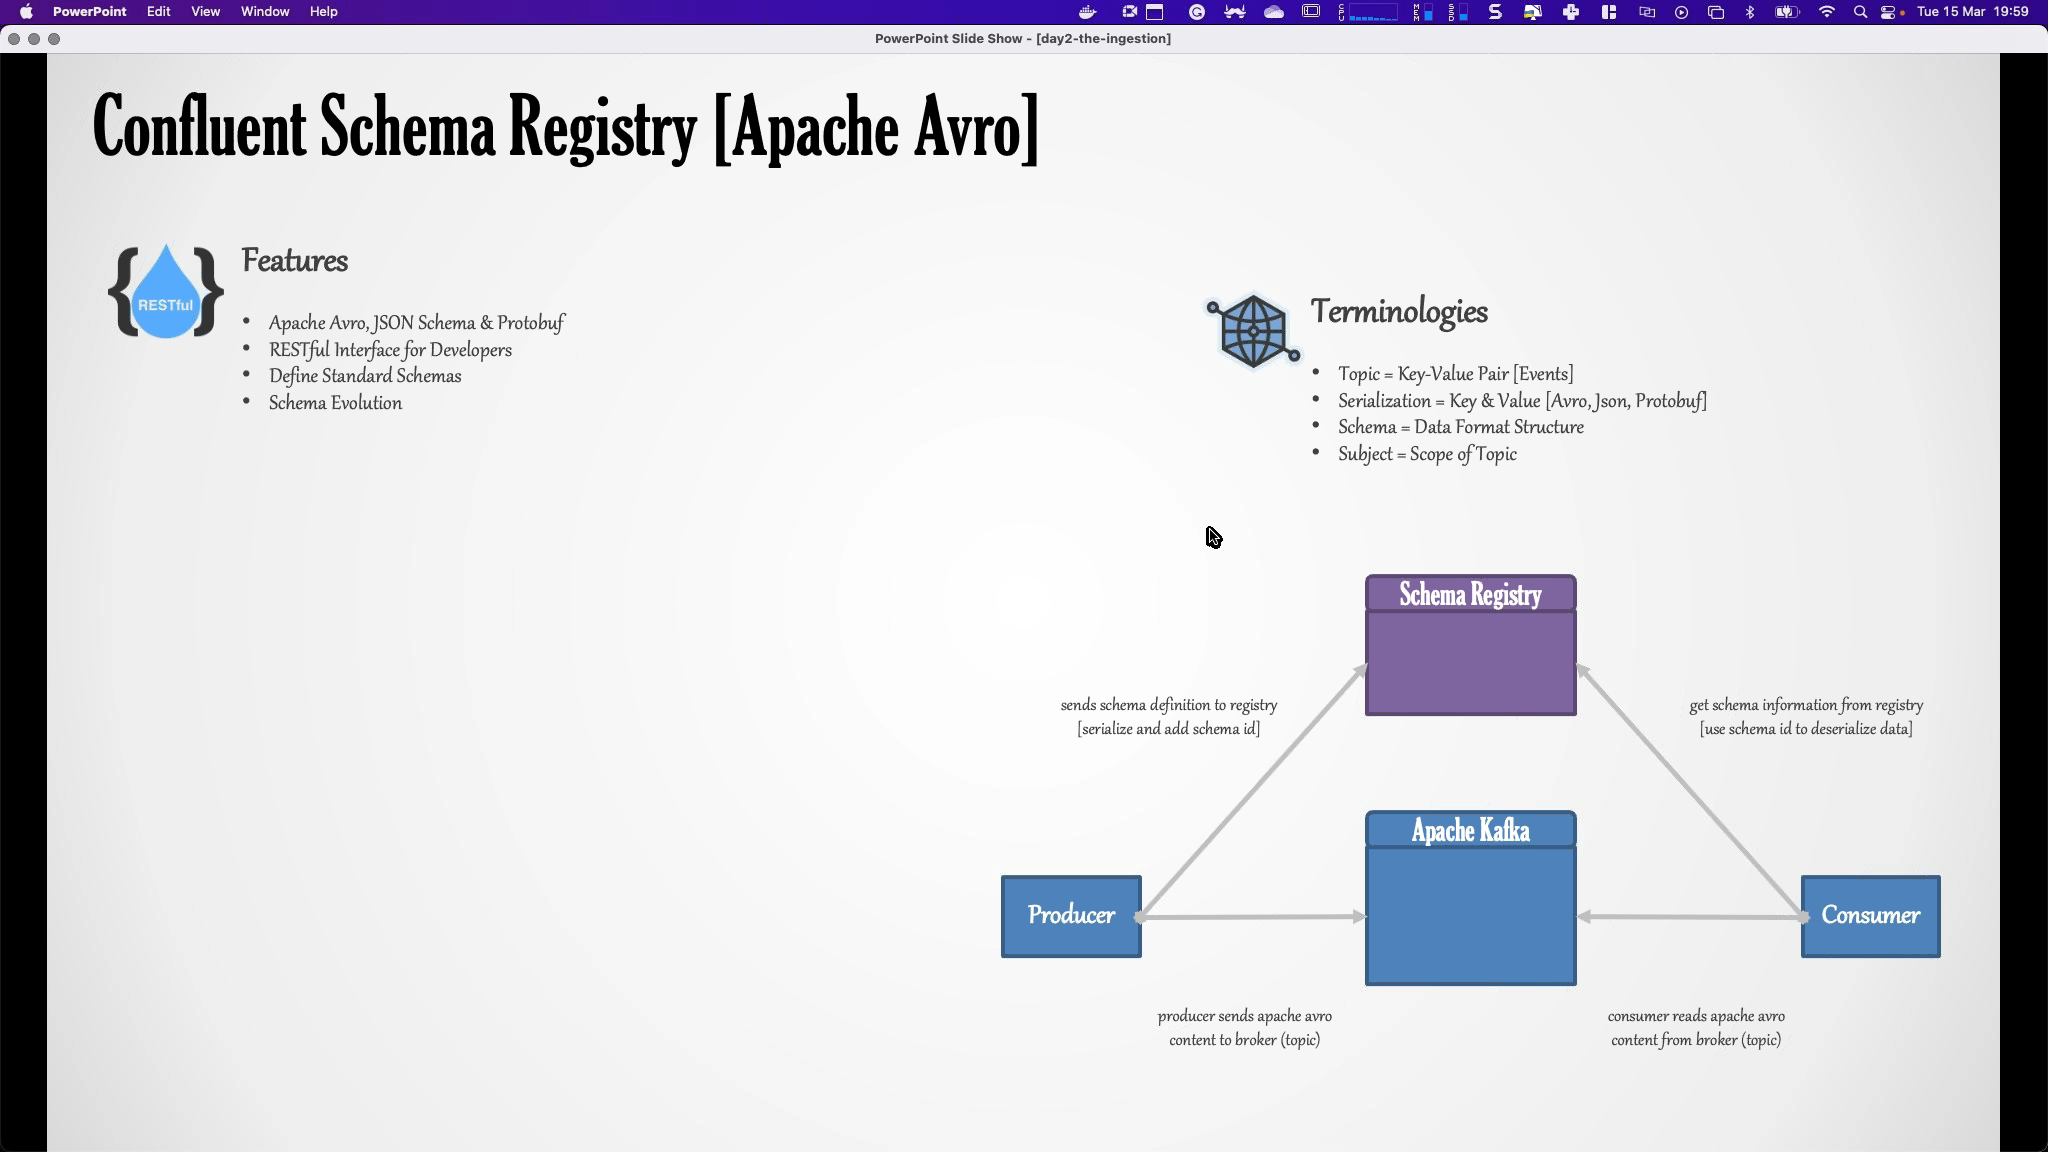 PowerPoint Edit View Window Help
Tue 15 Mar 19:59
PowerPoint Slide Show - [day2-the-ingestion]
Confluent Schema Registry [Apache Avro]
RESTful
Features
• Apache Avro, JSON Schema & Protobuf
• RESTful Interface for Developers
• Define Standard Schemas
• Schema Evolution
Terminologies
• Topic = Key-Value Pair [Events]
• Serialization = Key & Value [Avro, Json, Protobuf]
• Schema = Data Format Structure
• Subject = Scope of Topic
Schema Registry
sends schema definition to registry
[serialize and add schema id]
get schema information from registry
[use schema id to deserialize data]
Apache Kafka
Producer
Consumer
producer sends apache avro
content to broker (topic)
consumer reads apache avro
content from broker (topic)